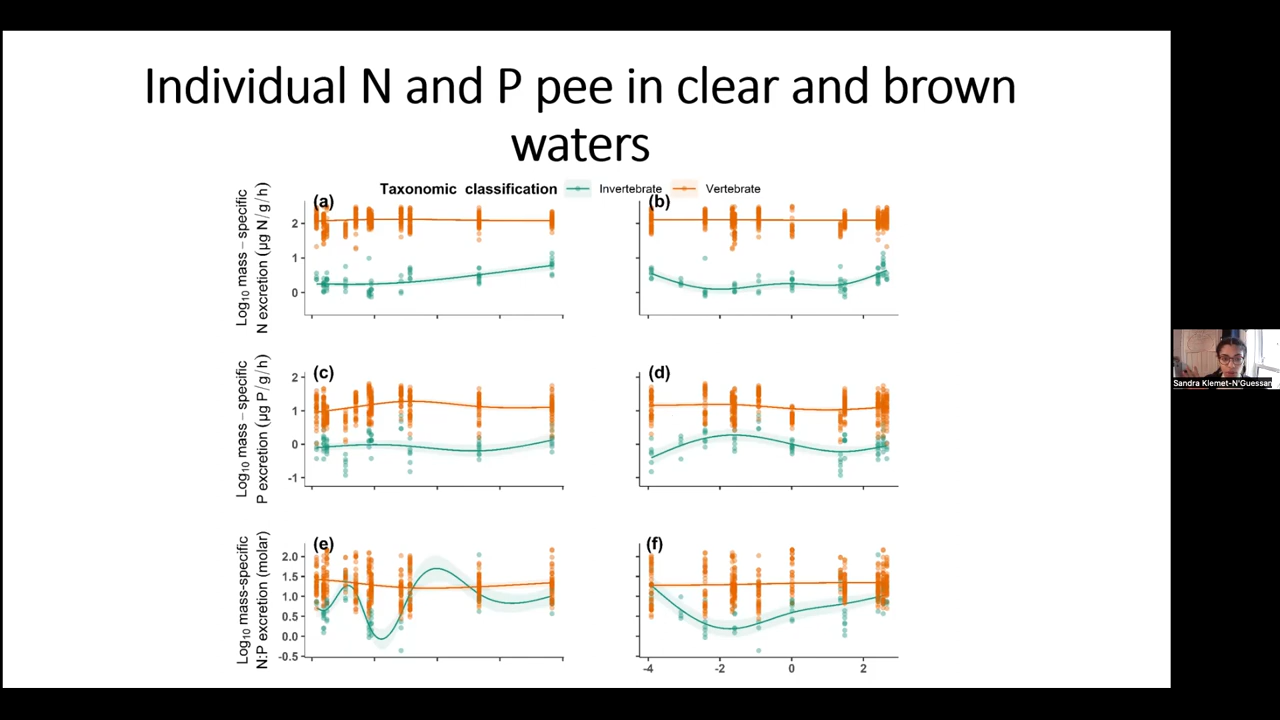 Individual N and P pee in clear and brown
waters
Taxonomic classification Invertebrate Vertebrate
(a)
(b)
Log10 mass – specific
N excretion (µg N/g/h)
2
1
0
(c)
(d)
Log10 mass – specific
P excretion (µg P/g/h)
2
1
0
-1
(e)
(f)
Log10 mass-specific
N:P excretion (molar)
2.0
1.5
1.0
0.5
0.0
-0.5
-4 -2 0 2
Sandra Klemet-N'Guessan